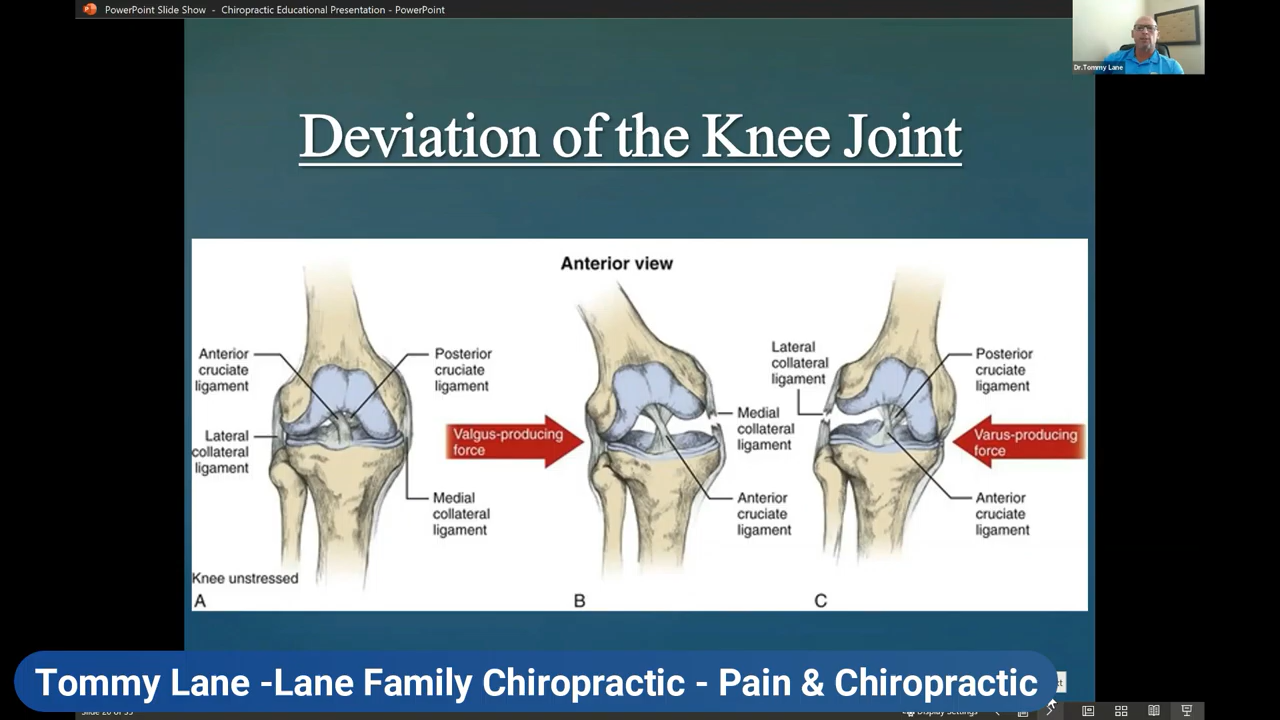 PowerPoint Slide Show - Chiropractic Educational Presentation - PowerPoint
Dr.Tommy Lane
Deviation of the Knee Joint
Anterior view
Anterior
cruciate
ligament
Posterior
cruciate
ligament
Lateral
collateral
ligament
Medial
collateral
ligament
Knee unstressed
A
Valgus-producing
force
Medial
collateral
ligament
Anterior
cruciate
ligament
B
Lateral
collateral
ligament
Posterior
cruciate
ligament
Varus-producing
force
Anterior
cruciate
ligament
C
Tommy Lane -Lane Family Chiropractic - Pain & Chiropractic
Display Settings